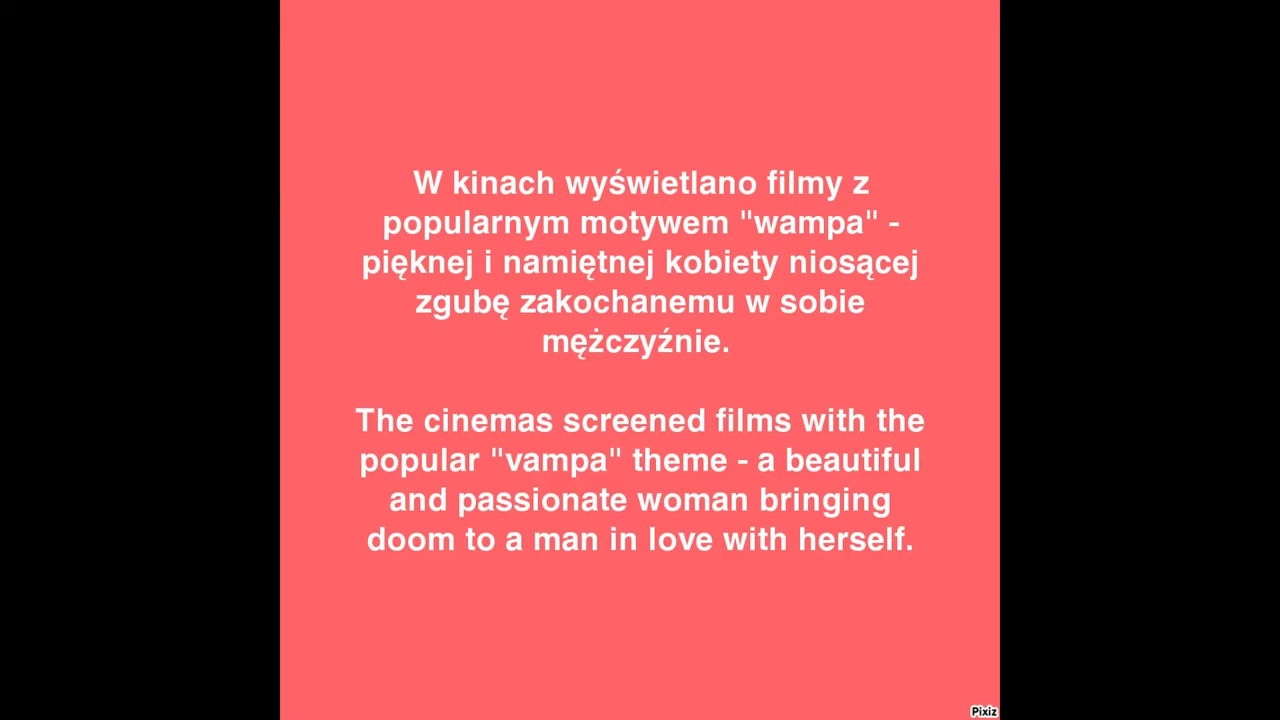 W kinach wyświetlano filmy z
popularnym motywem "wampa" -
pięknej i namiętnej kobiety niosącej
zgubę zakochanemu w sobie
mężczyźnie.
The cinemas screened films with the
popular "vampa" theme - a beautiful
and passionate woman bringing
doom to a man in love with herself.
Pixiz